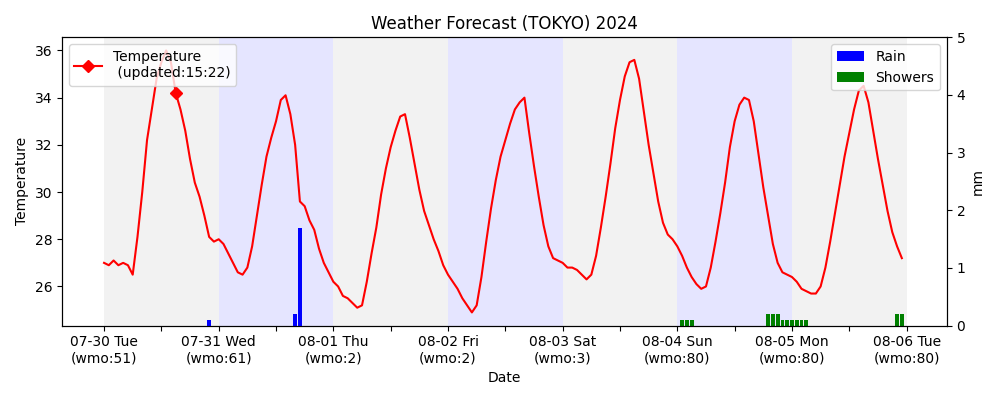 Weather Forecast (TOKYO) 2024
Temperature
(updated:15:22)
Rain
Showers
36
34
32
30
28
26
Temperature
5
4
3
2
1
0
mm
07-30 Tue
(wmo:51)
07-31 Wed
(wmo:61)
08-01 Thu
(wmo:2)
08-02 Fri
(wmo:2)
08-03 Sat
(wmo:3)
08-04 Sun
(wmo:80)
08-05 Mon
(wmo:80)
08-06 Tue
(wmo:80)
Date